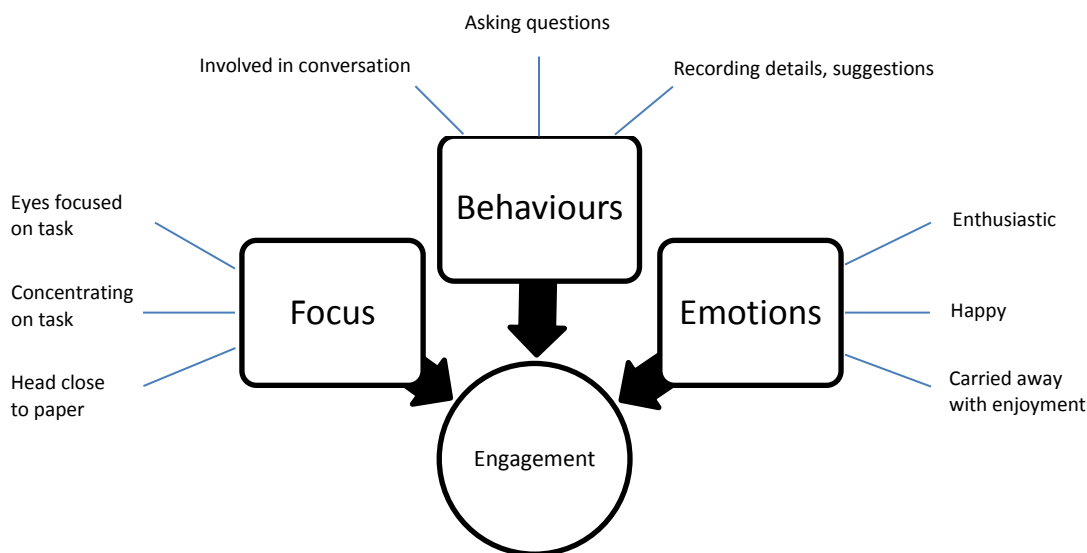 Asking questions
Involved in conversation
Recording details, suggestions
Behaviours
Eyes focused
on task
Concentrating
on task
Head close
to paper
Focus
Emotions
Enthusiastic
Happy
Carried away
with enjoyment
Engagement